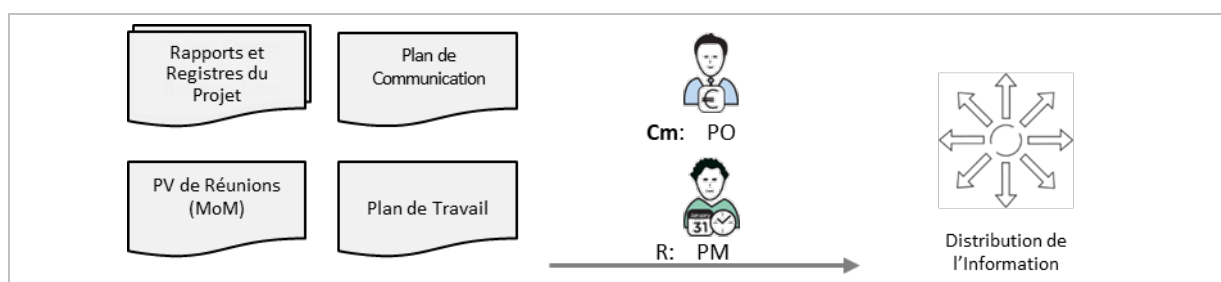 Rapports et
Registres du
Projet
Plan de
Communication
PV de Réunions
(MoM)
Plan de Travail
€
Cm: PO
January
31
R: PM
Distribution de
l'Information